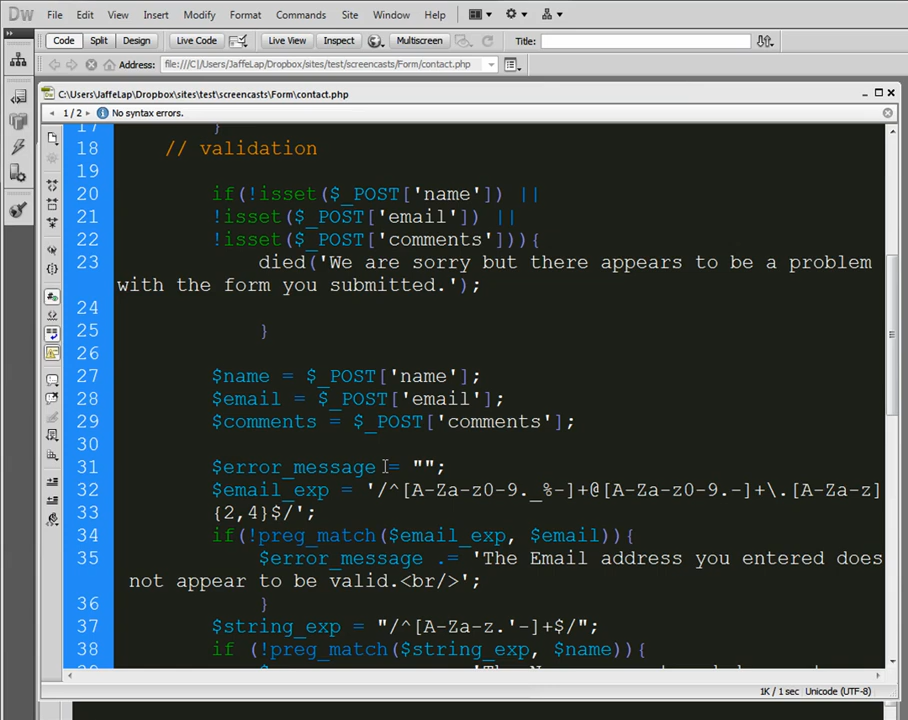 Dw File Edit View Insert Modify Format Commands Site Window Help
Code Split Design Live Code Live View Inspect Multiscreen Title:
Address: file:///C|/Users/JaffeLap/Dropbox/sites/test/screencasts/Form/contact.php
C:\Users\JaffeLap\Dropbox\sites\test\screencasts\Form\contact.php
1 / 2 No syntax errors.
17 }
18 // validation
19
20 if(!isset($_POST['name']) ||
21 !isset($_POST['email']) ||
22 !isset($_POST['comments'])){
23 died('We are sorry but there appears to be a problem
with the form you submitted.');
24
25 }
26
27 $name = $_POST['name'];
28 $email = $_POST['email'];
29 $comments = $_POST['comments'];
30
31 $error_message = "";
32 $email_exp = '/^[A-Za-z0-9._%-]+@[A-Za-z0-9.-]+\.[A-Za-z]
33 {2,4}$/';
34 if(!preg_match($email_exp, $email)){
35 $error_message .= 'The Email address you entered does
not appear to be valid.<br/>';
36 }
37 $string_exp = "/^[A-Za-z.'-]+$/";
38 if (!preg_match($string_exp, $name)){
1K / 1 sec Unicode (UTF-8)